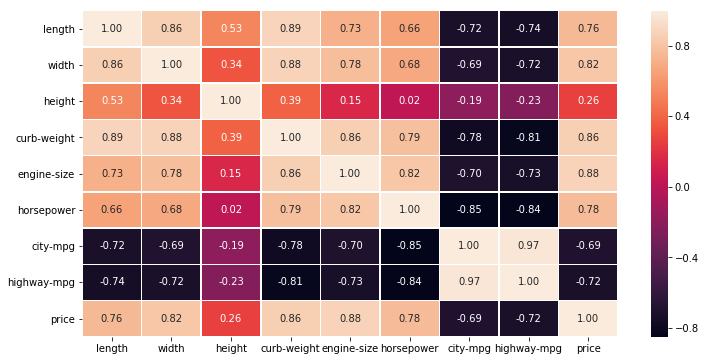 length 1.00 0.86 0.53 0.89 0.73 0.66 -0.72 -0.74 0.76
width 0.86 1.00 0.34 0.88 0.78 0.68 -0.69 -0.72 0.82
height 0.53 0.34 1.00 0.39 0.15 0.02 -0.19 -0.23 0.26
curb-weight 0.89 0.88 0.39 1.00 0.86 0.79 -0.78 -0.81 0.86
engine-size 0.73 0.78 0.15 0.86 1.00 0.82 -0.70 -0.73 0.88
horsepower 0.66 0.68 0.02 0.79 0.82 1.00 -0.85 -0.84 0.78
city-mpg -0.72 -0.69 -0.19 -0.78 -0.70 -0.85 1.00 0.97 -0.69
highway-mpg -0.74 -0.72 -0.23 -0.81 -0.73 -0.84 0.97 1.00 -0.72
price 0.76 0.82 0.26 0.86 0.88 0.78 -0.69 -0.72 1.00
length width height curb-weight engine-size horsepower city-mpg highway-mpg price
0.8
0.4
0.0
−0.4
−0.8